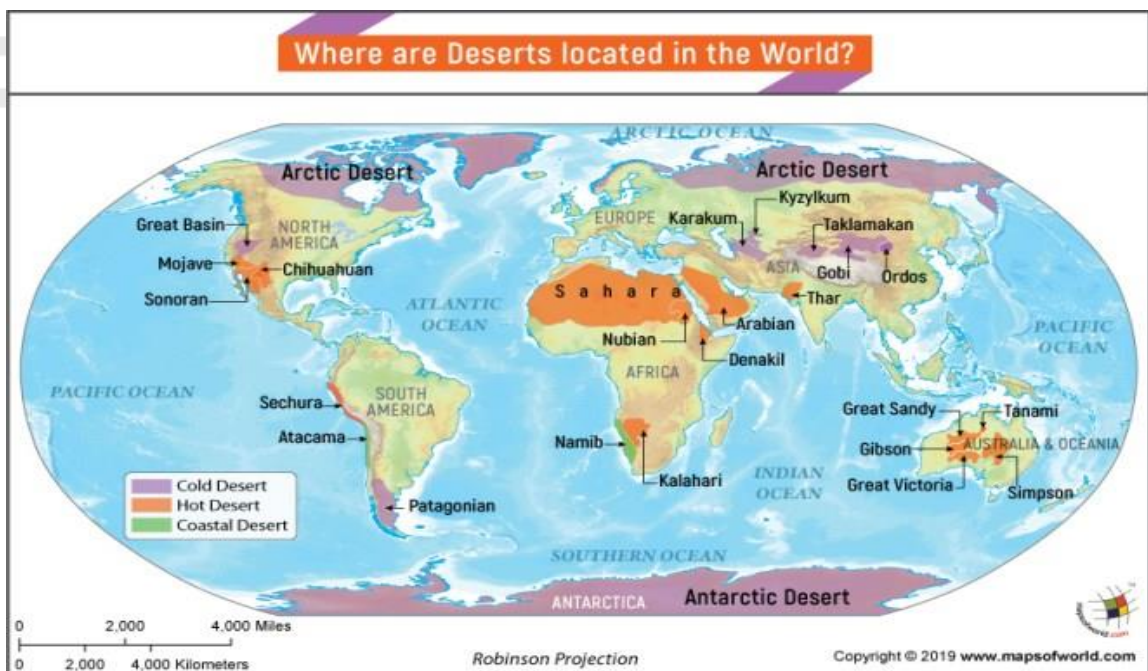 Where are Deserts located in the World?
ARCTIC OCEAN
Arctic Desert
Arctic Desert
Great Basin
NORTH
AMERICA
EUROPE
Karakum
Kyzylkum
Taklamakan
Mojave
Chihuahuan
Sonoran
ASIA
Gobi
Ordos
Sahara
Thar
ATLANTIC
OCEAN
Nubian
Arabian
Denakil
PACIFIC
OCEAN
PACIFIC OCEAN
AFRICA
SOUTH
AMERICA
Sechura
Atacama
Namib
Kalahari
Great Sandy
Tanami
Gibson
AUSTRALIA & OCEANIA
Great Victoria
Simpson
INDIAN
OCEAN
Cold Desert
Hot Desert
Coastal Desert
Patagonian
SOUTHERN OCEAN
ANTARCTICA
Antarctic Desert
0 2,000 4,000 Miles
0 2,000 4,000 Kilometers
Robinson Projection
mapsofworld.com
Copyright © 2019 www.mapsofworld.com